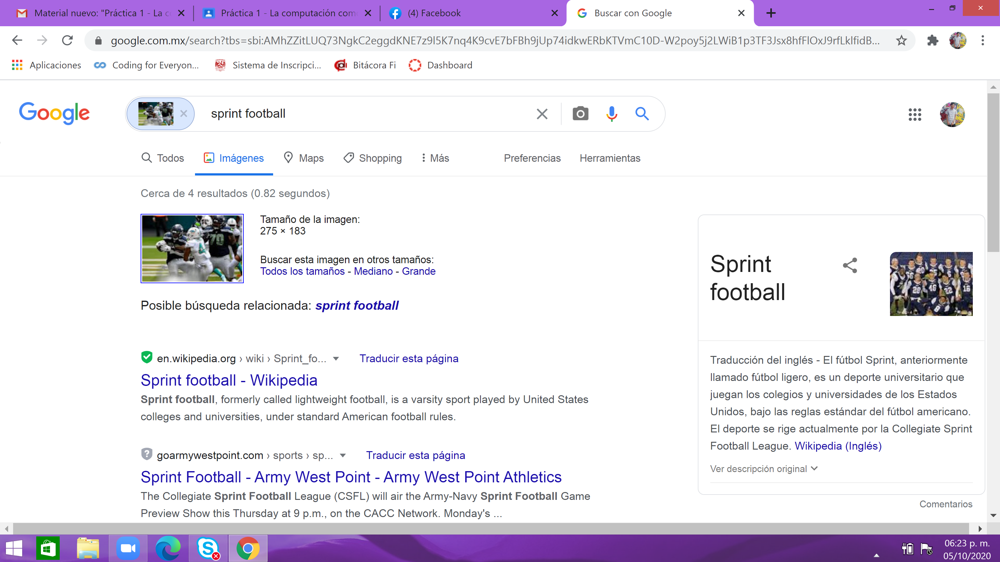 Material nuevo: "Práctica 1 - La c
Práctica 1 - La computación com
(4) Facebook
Buscar con Google
google.com.mx/search?tbs=sbi:AMhZZitLUQ73NgkC2eggdKNE7z9l5K7nq4K9cvE7bFBh9jUp74idkwERbKTVmC10D-W2poy5j2LWiB1p3TF3Jsx8hfFlOxJ9rfLklfidB...
Aplicaciones
Coding for Everyon...
Sistema de Inscripci...
Bitácora Fi
Dashboard
Google
sprint football
Todos
Imágenes
Maps
Shopping
Más
Preferencias
Herramientas
Cerca de 4 resultados (0.82 segundos)
Tamaño de la imagen:
275 × 183
Buscar esta imagen en otros tamaños:
Todos los tamaños - Mediano - Grande
Posible búsqueda relacionada: sprint football
en.wikipedia.org › wiki › Sprint_fo... Traducir esta página
Sprint football - Wikipedia
Sprint football, formerly called lightweight football, is a varsity sport played by United States
colleges and universities, under standard American football rules.
goarmywestpoint.com › sports › sp... Traducir esta página
Sprint Football - Army West Point - Army West Point Athletics
The Collegiate Sprint Football League (CSFL) will air the Army-Navy Sprint Football Game
Preview Show this Thursday at 9 p.m., on the CACC Network. Monday's ...
Sprint
football
Traducción del inglés - El fútbol Sprint, anteriormente
llamado fútbol ligero, es un deporte universitario que
juegan los colegios y universidades de los Estados
Unidos, bajo las reglas estándar del fútbol americano.
El deporte se rige actualmente por la Collegiate Sprint
Football League. Wikipedia (Inglés)
Ver descripción original
Comentarios
06:23 p. m.
05/10/2020